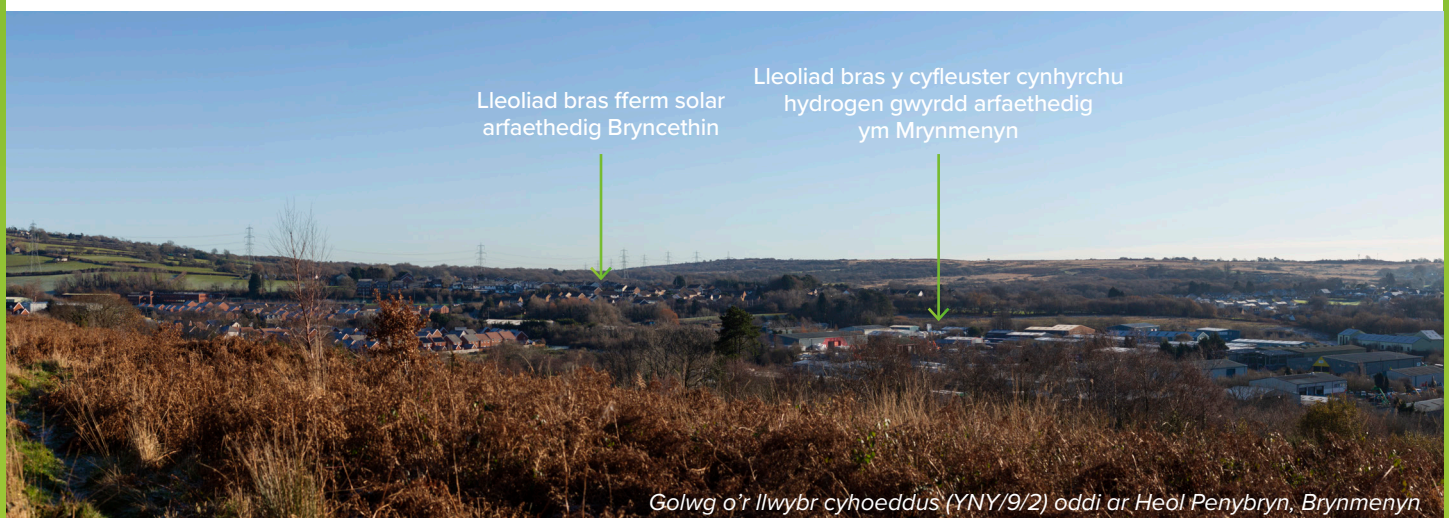 Lleoliad bras fferm solar
arfaethedig Bryncethin
Lleoliad bras y cyfleuster cynhyrchu
hydrogen gwyrdd arfaethedig
ym Mrynmenyn
Golwg o'r llwybr cyhoeddus (YNY/9/2) oddi ar Heol Penybryn, Brynmenyn